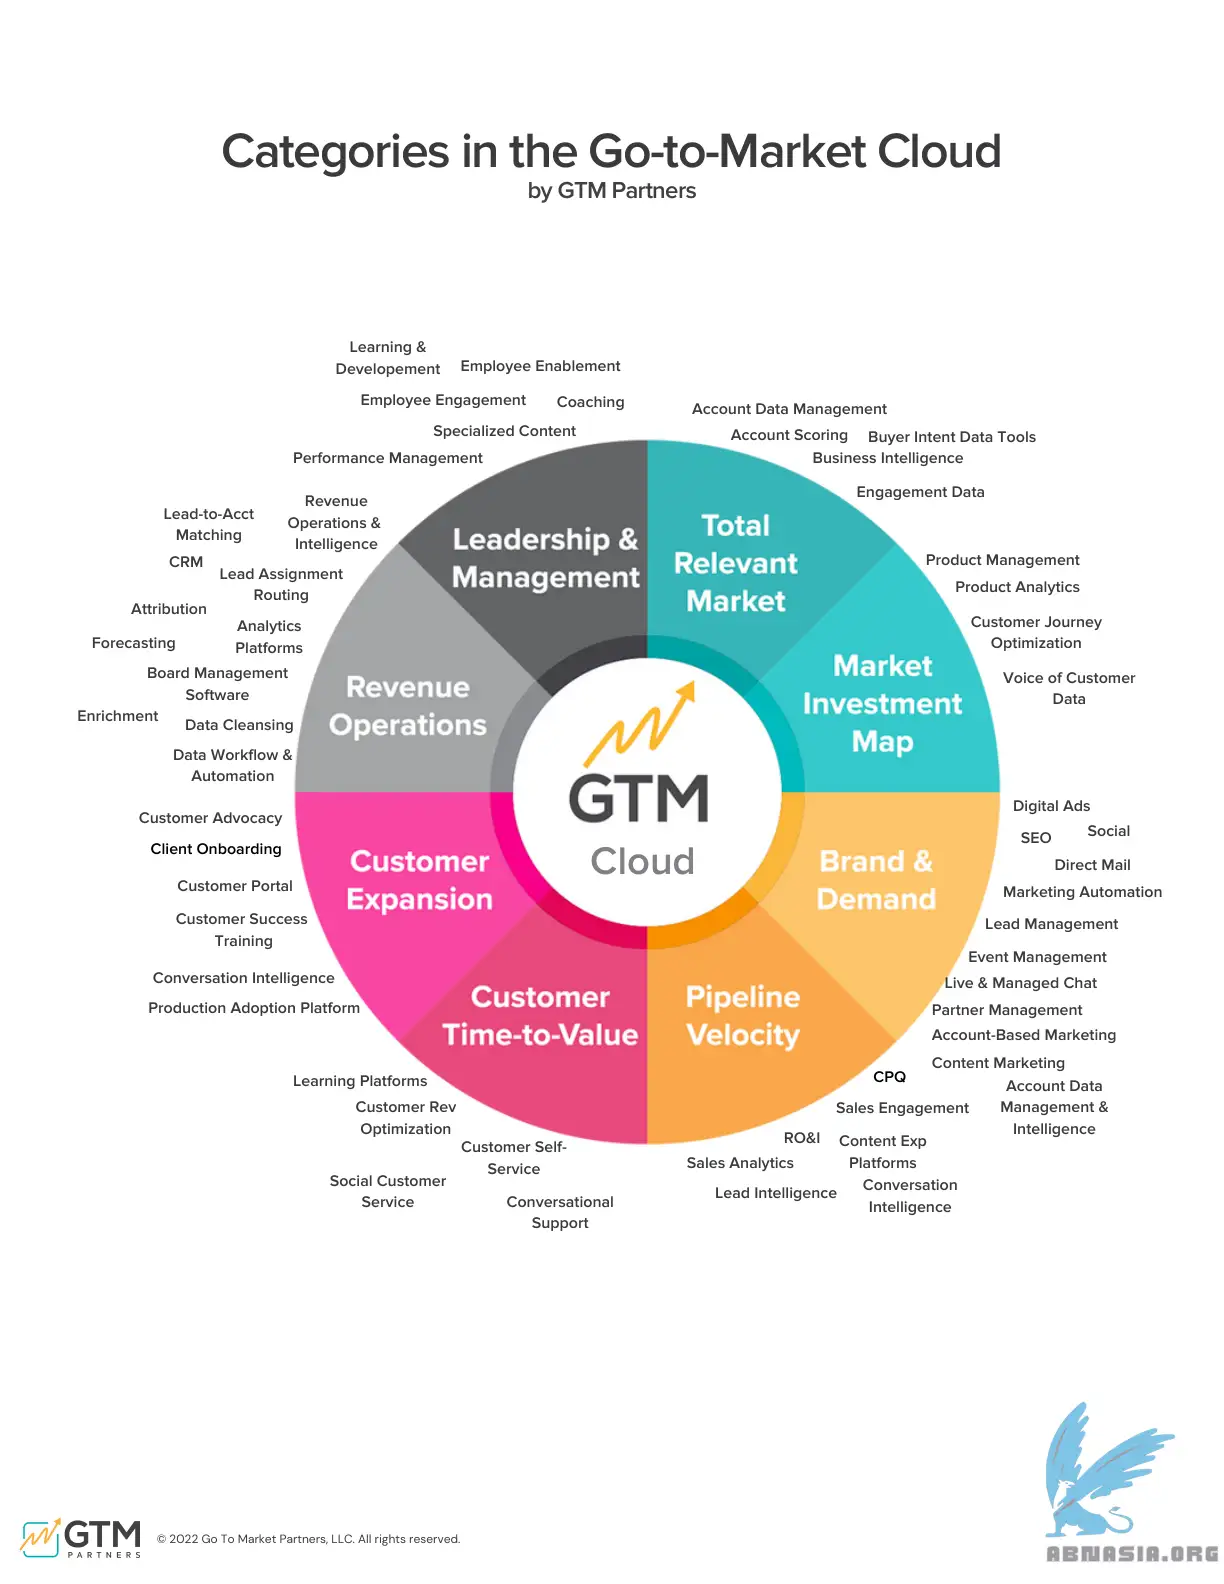 Categories in the Go-to-Market Cloud
by GTM Partners
Learning &
Developement
Employee Enablement
Employee Engagement
Coaching
Specialized Content
Performance Management
Account Data Management
Account Scoring
Buyer Intent Data Tools
Business Intelligence
Engagement Data
Product Management
Product Analytics
Customer Journey
Optimization
Voice of Customer
Data
Lead-to-Acct
Matching
Revenue
Operations &
Intelligence
CRM
Lead Assignment
Routing
Attribution
Analytics
Platforms
Forecasting
Board Management
Software
Enrichment
Data Cleansing
Data Workflow &
Automation
Leadership &
Management
Total
Relevant
Market
Market
Investment
Map
Revenue
Operations
GTM
Cloud
Customer
Expansion
Brand &
Demand
Customer
Time-to-Value
Pipeline
Velocity
Customer Advocacy
Client Onboarding
Customer Portal
Customer Success
Training
Conversation Intelligence
Production Adoption Platform
Digital Ads
SEO
Social
Direct Mail
Marketing Automation
Lead Management
Event Management
Live & Managed Chat
Partner Management
Account-Based Marketing
Content Marketing
Account Data
Management &
Intelligence
Learning Platforms
Customer Rev
Optimization
Customer Self-
Service
Social Customer
Service
Conversational
Support
CPQ
Sales Engagement
RO&I
Content Exp
Platforms
Sales Analytics
Lead Intelligence
Conversation
Intelligence
GTM
PARTNERS
© 2022 Go To Market Partners, LLC. All rights reserved.
ABNASIA.ORG